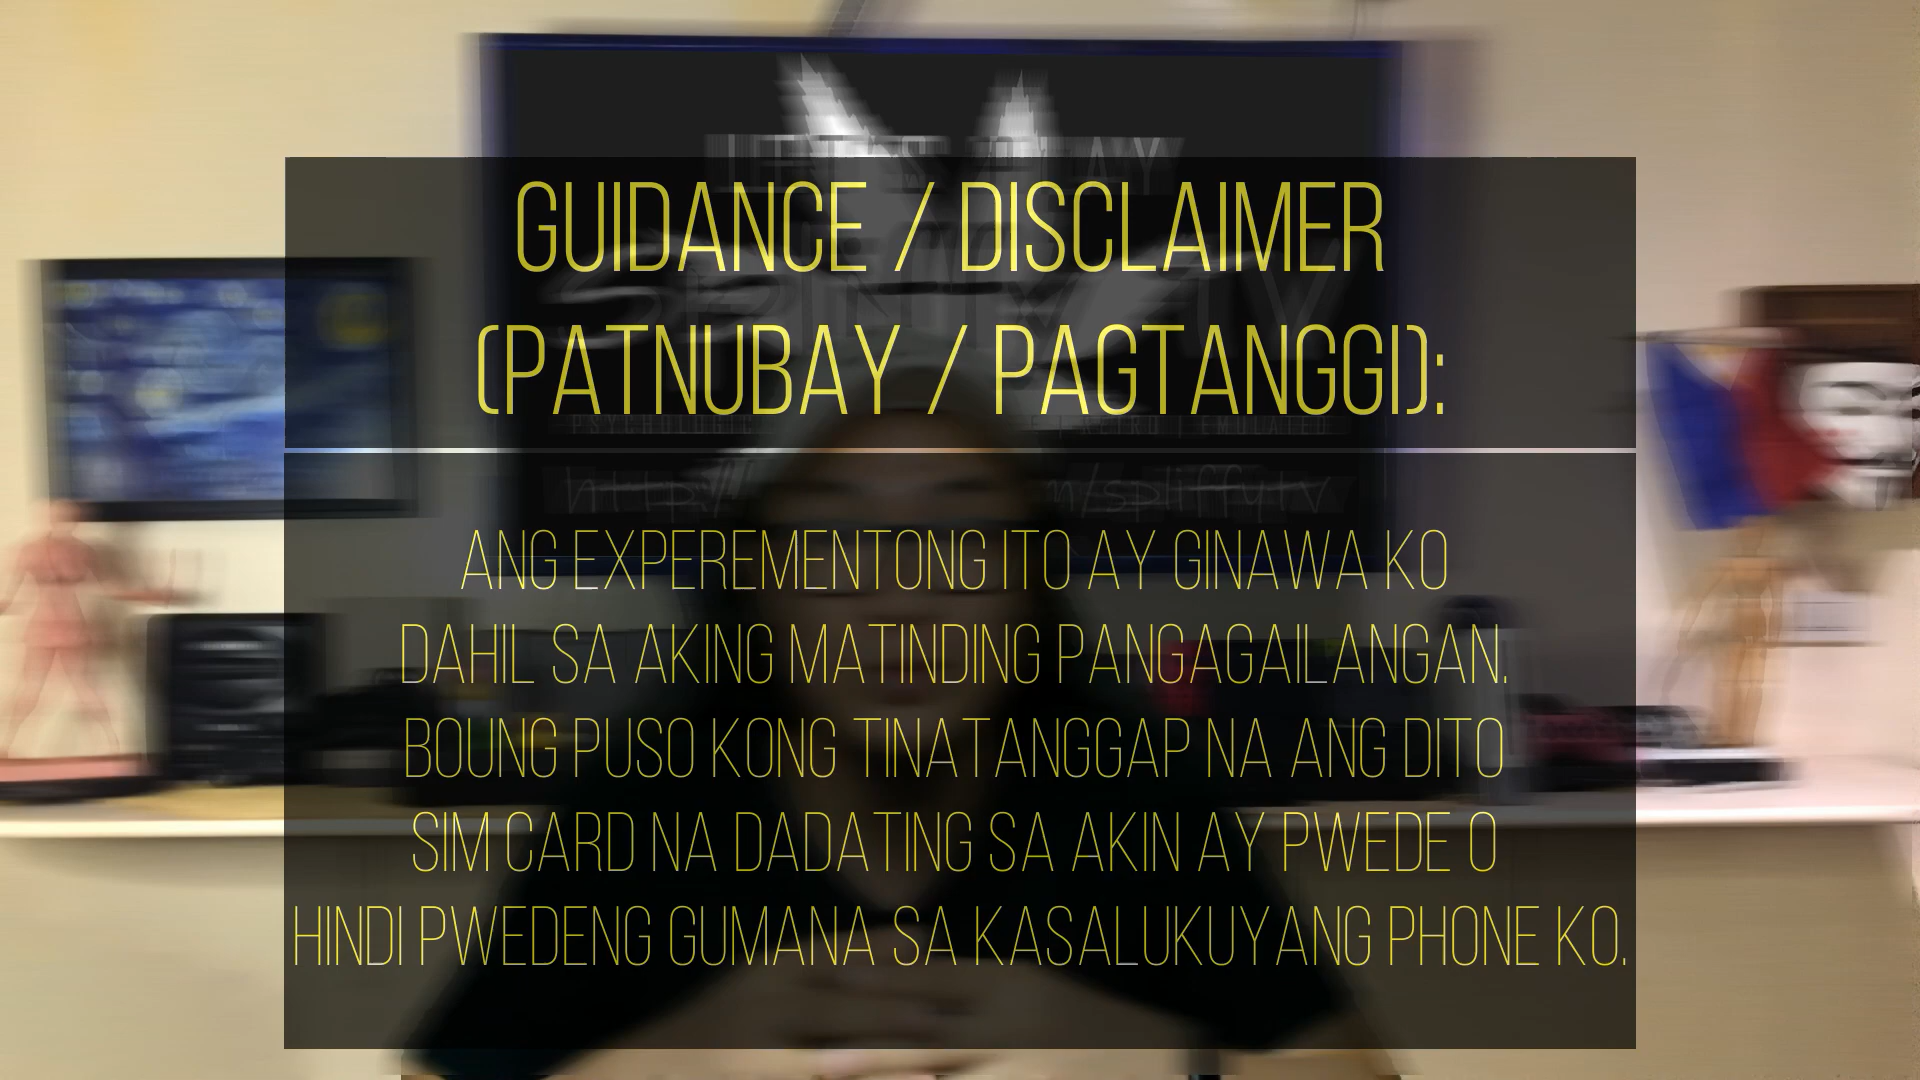 GUIDANCE / DISCLAIMER
(PATNUBAY / PAGTANGGI):
ANG EXPEREMENTONG ITO AY GINAWA KO
DAHIL SA AKING MATINDING PANGAGAILANGAN.
BOUNG PUSO KONG TINATANGGAP NA ANG DITO
SIM CARD NA DADATING SA AKIN AY PWEDE O
HINDI PWEDENG GUMANA SA KASALUKUYANG PHONE KO.